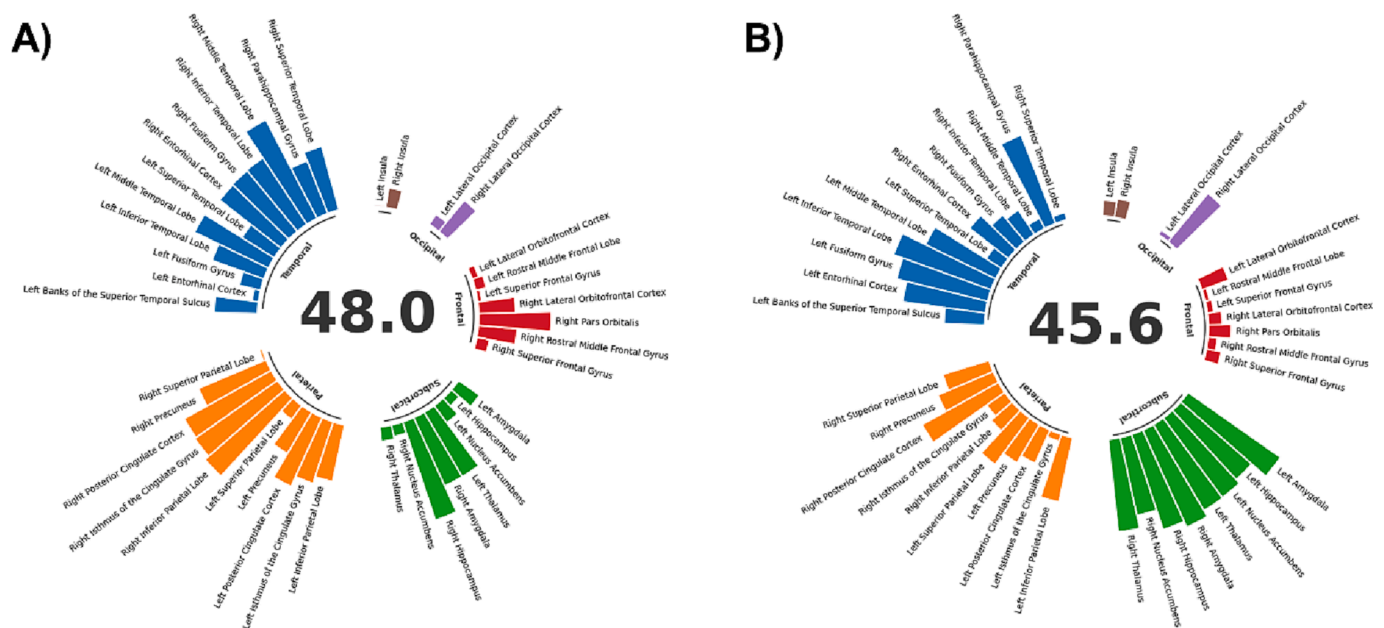 A)
Right Superior Temporal Lobe
Right Parahippocampal Gyrus
Right Middle Temporal Lobe
Right Inferior Temporal Lobe
Right Fusiform Gyrus
Right Entorhinal Cortex
Left Superior Temporal Lobe
Left Middle Temporal Lobe
Left Inferior Temporal Lobe
Left Fusiform Gyrus
Left Entorhinal Cortex
Left Banks of the Superior Temporal Sulcus
Temporal
Left Insula
Right Insula
Left Lateral Occipital Cortex
Right Lateral Occipital Cortex
Occipital
Left Lateral Orbitofrontal Cortex
Left Rostral Middle Frontal Lobe
Left Superior Frontal Gyrus
Right Lateral Orbitofrontal Cortex
Right Pars Orbitalis
Right Rostral Middle Frontal Gyrus
Right Superior Frontal Gyrus
Frontal
48.0
Subcortical
Left Amygdala
Left Hippocampus
Left Nucleus Accumbens
Left Thalamus
Right Amygdala
Right Hippocampus
Right Nucleus Accumbens
Right Thalamus
Parietal
Right Superior Parietal Lobe
Right Precuneus
Right Posterior Cingulate Cortex
Right Isthmus of the Cingulate Gyrus
Right Inferior Parietal Lobe
Left Superior Parietal Lobe
Left Precuneus
Left Posterior Cingulate Cortex
Left Isthmus of the Cingulate Gyrus
Left Inferior Parietal Lobe
B)
Right Superior Temporal Lobe
Right Parahippocampal Gyrus
Right Middle Temporal Lobe
Right Inferior Temporal Lobe
Right Fusiform Gyrus
Right Entorhinal Cortex
Left Superior Temporal Lobe
Left Middle Temporal Lobe
Left Inferior Temporal Lobe
Left Fusiform Gyrus
Left Entorhinal Cortex
Left Banks of the Superior Temporal Sulcus
Temporal
Left Insula
Right Insula
Left Lateral Occipital Cortex
Right Lateral Occipital Cortex
Occipital
Left Lateral Orbitofrontal Cortex
Left Rostral Middle Frontal Lobe
Left Superior Frontal Gyrus
Right Lateral Orbitofrontal Cortex
Right Pars Orbitalis
Right Rostral Middle Frontal Gyrus
Right Superior Frontal Gyrus
Frontal
45.6
Subcortical
Left Amygdala
Left Hippocampus
Left Nucleus Accumbens
Left Thalamus
Right Amygdala
Right Hippocampus
Right Nucleus Accumbens
Right Thalamus
Parietal
Right Superior Parietal Lobe
Right Precuneus
Right Posterior Cingulate Cortex
Right Isthmus of the Cingulate Gyrus
Right Inferior Parietal Lobe
Left Superior Parietal Lobe
Left Precuneus
Left Posterior Cingulate Cortex
Left Isthmus of the Cingulate Gyrus
Left Inferior Parietal Lobe